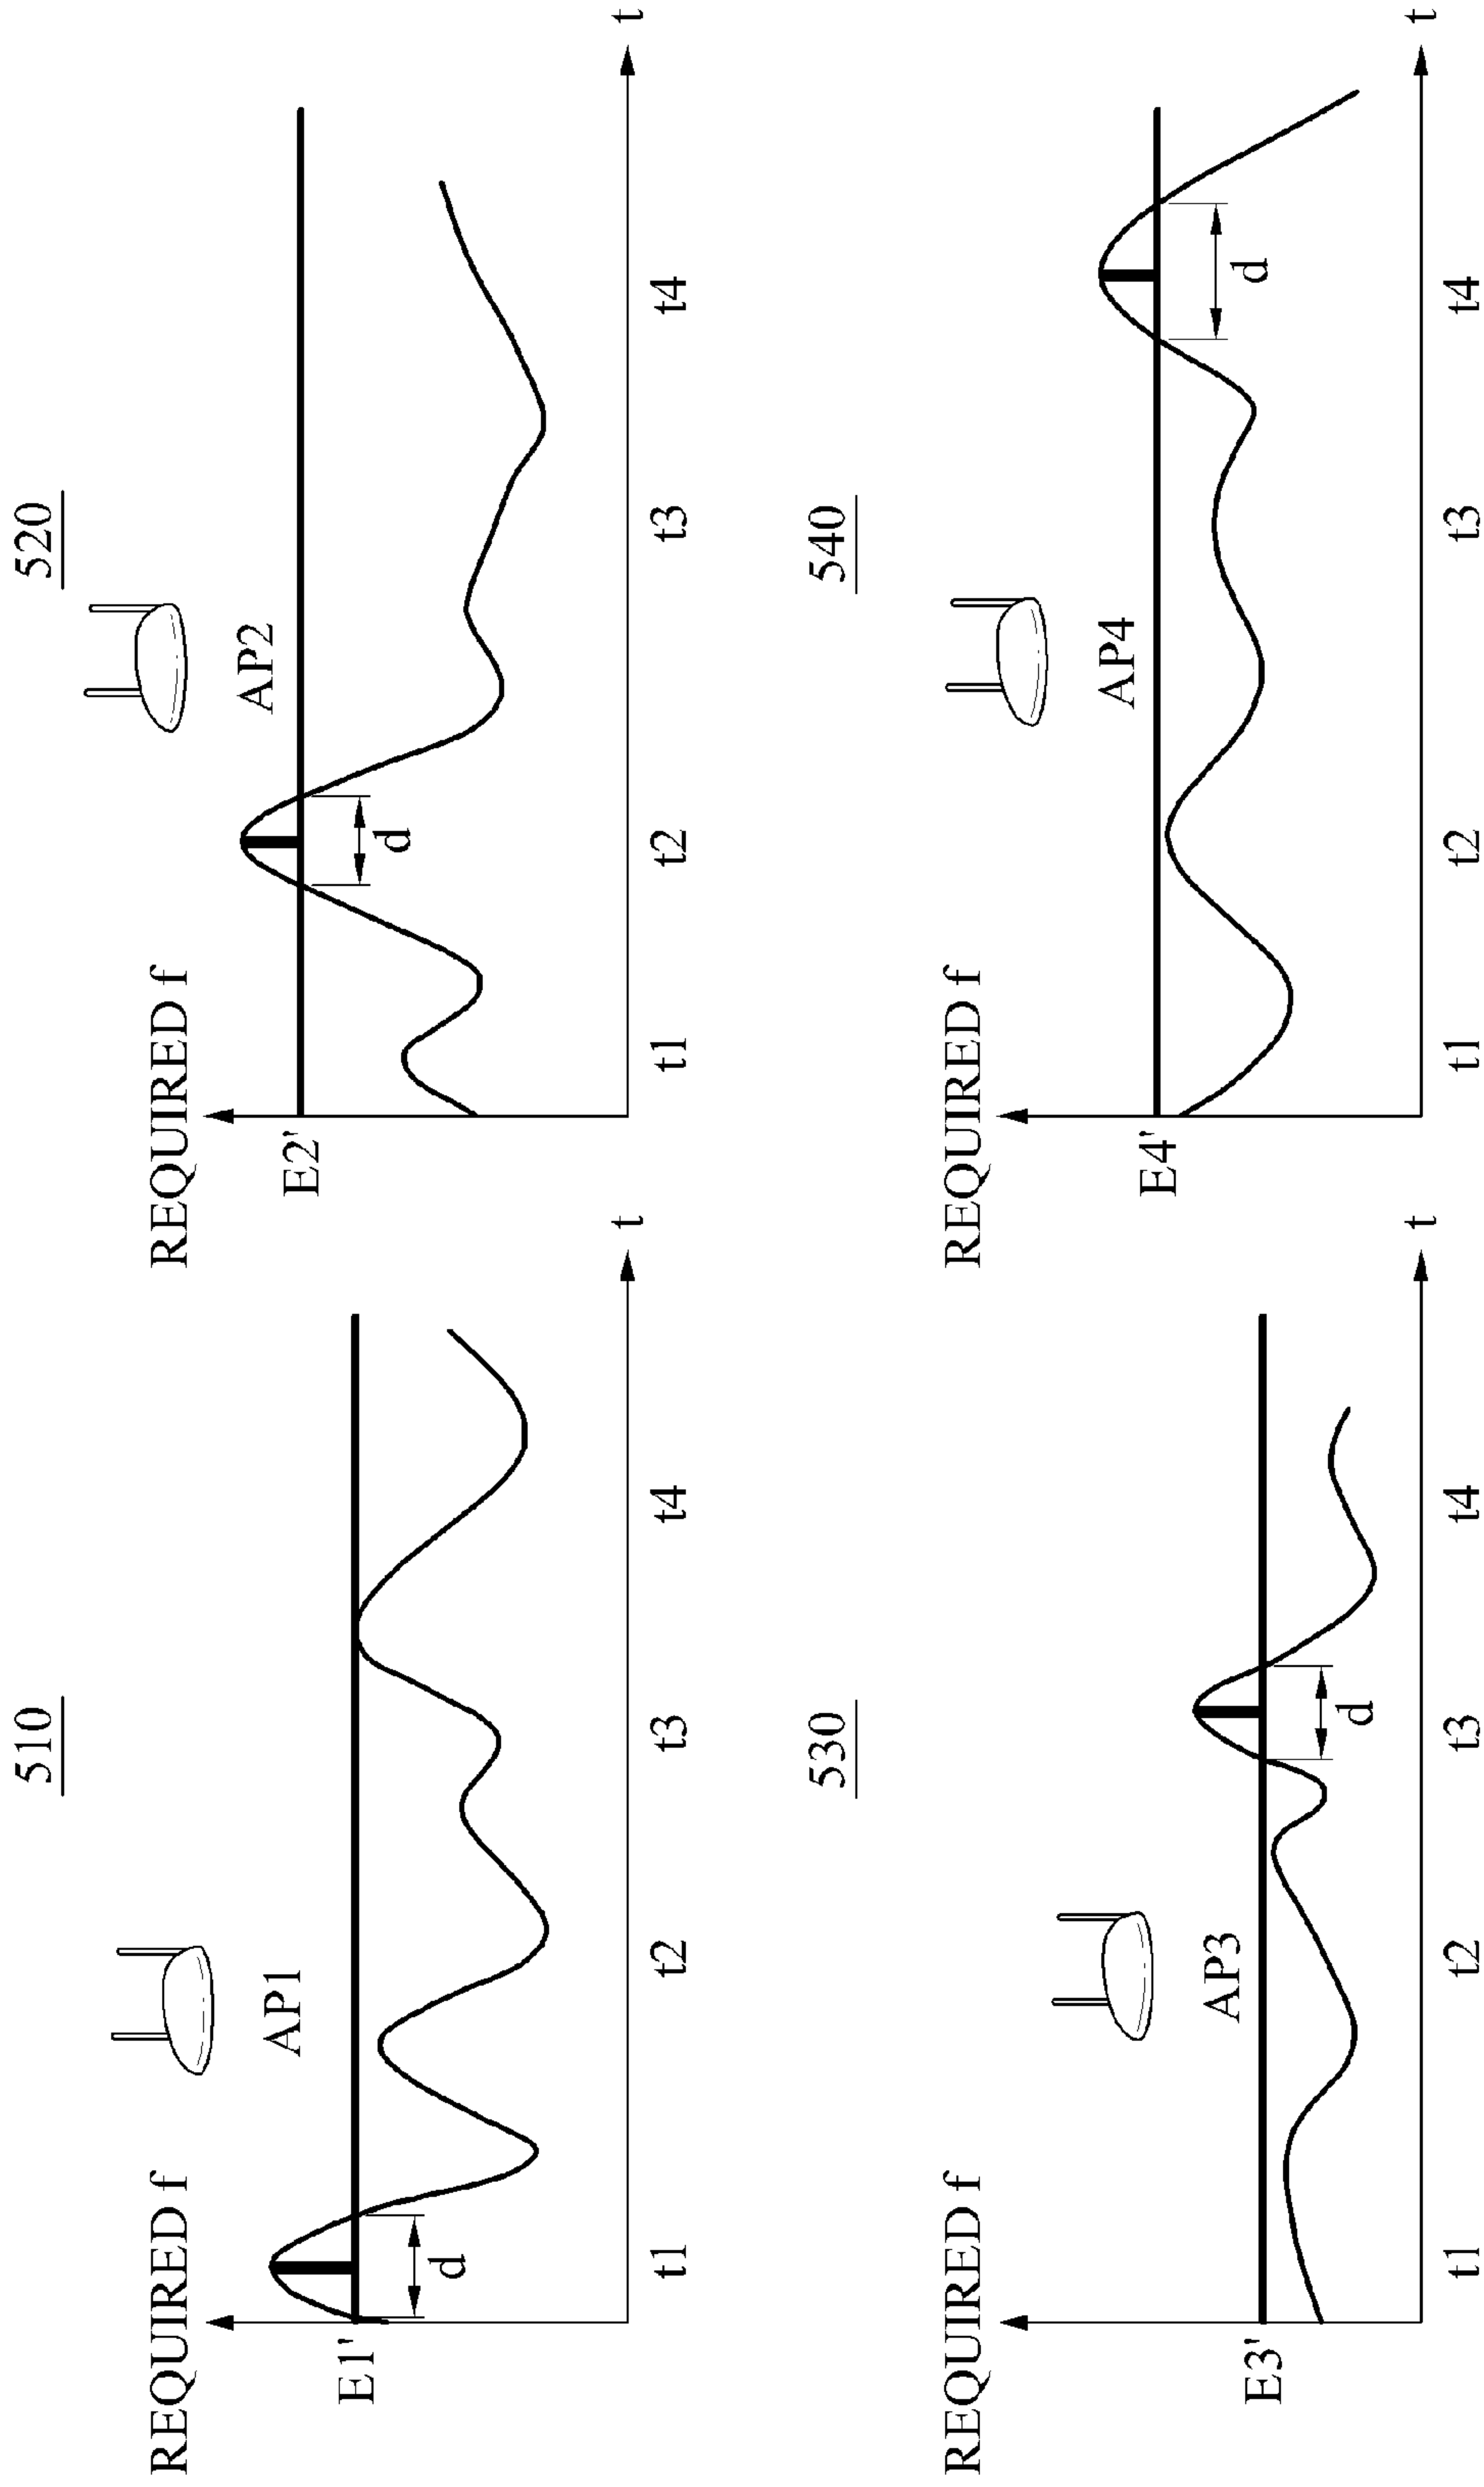 510
REQUIRED f
AP1
E1'
d
t1 t2 t3 t4 t
520
REQUIRED f
AP2
E2'
d
t1 t2 t3 t4 t
530
REQUIRED f
AP3
E3'
d
t1 t2 t3 t4 t
540
REQUIRED f
AP4
E4'
d
t1 t2 t3 t4 t